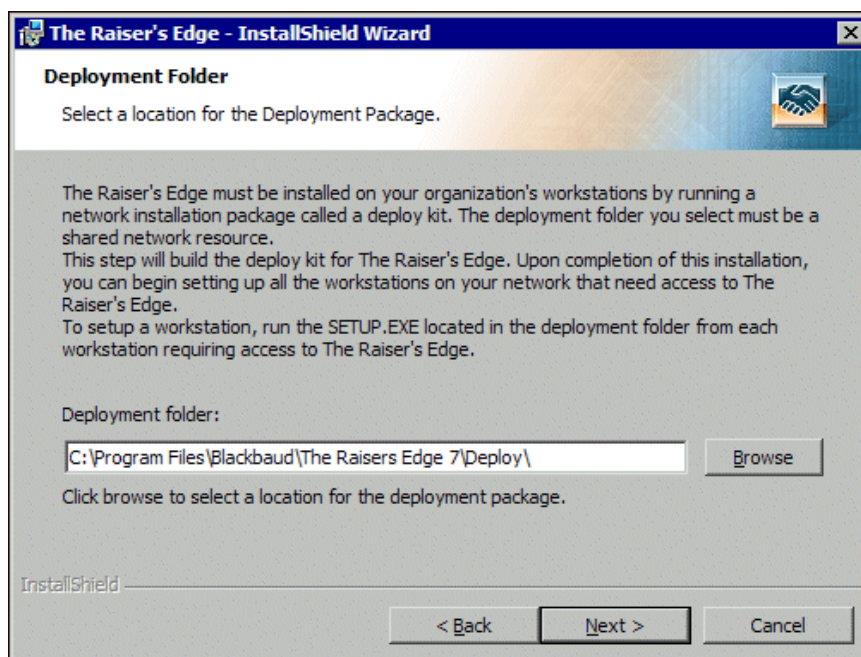 The Raiser's Edge - InstallShield Wizard
Deployment Folder
Select a location for the Deployment Package.
The Raiser's Edge must be installed on your organization's workstations by running a
network installation package called a deploy kit. The deployment folder you select must be a
shared network resource.
This step will build the deploy kit for The Raiser's Edge. Upon completion of this installation,
you can begin setting up all the workstations on your network that need access to The
Raiser's Edge.
To setup a workstation, run the SETUP.EXE located in the deployment folder from each
workstation requiring access to The Raiser's Edge.
Deployment folder:
C:\Program Files\Blackbaud\The Raisers Edge 7\Deploy\
Browse
Click browse to select a location for the deployment package.
InstallShield
< Back Next > Cancel